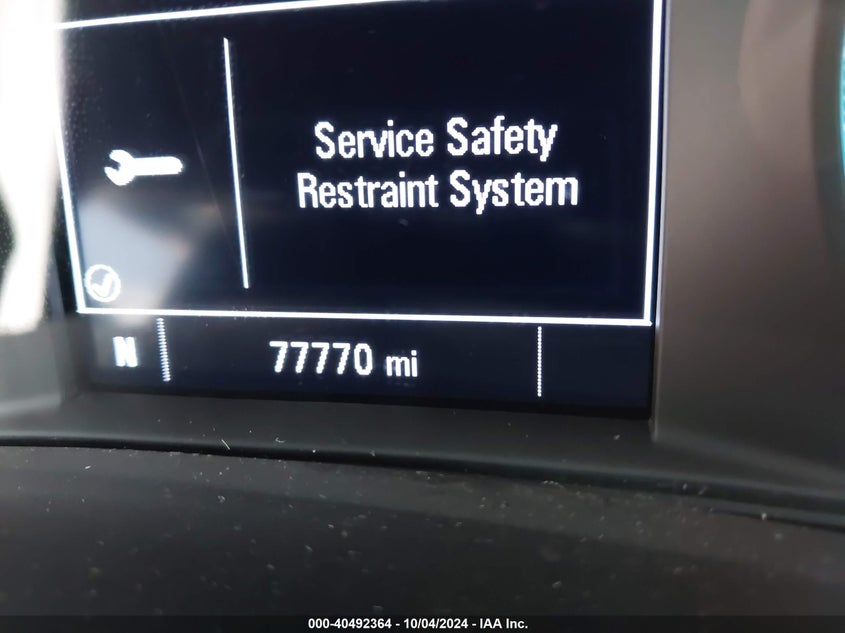 Service Safety
Restraint System
N
77770 mi
000-40492364 - 10/04/2024 - IAA Inc.